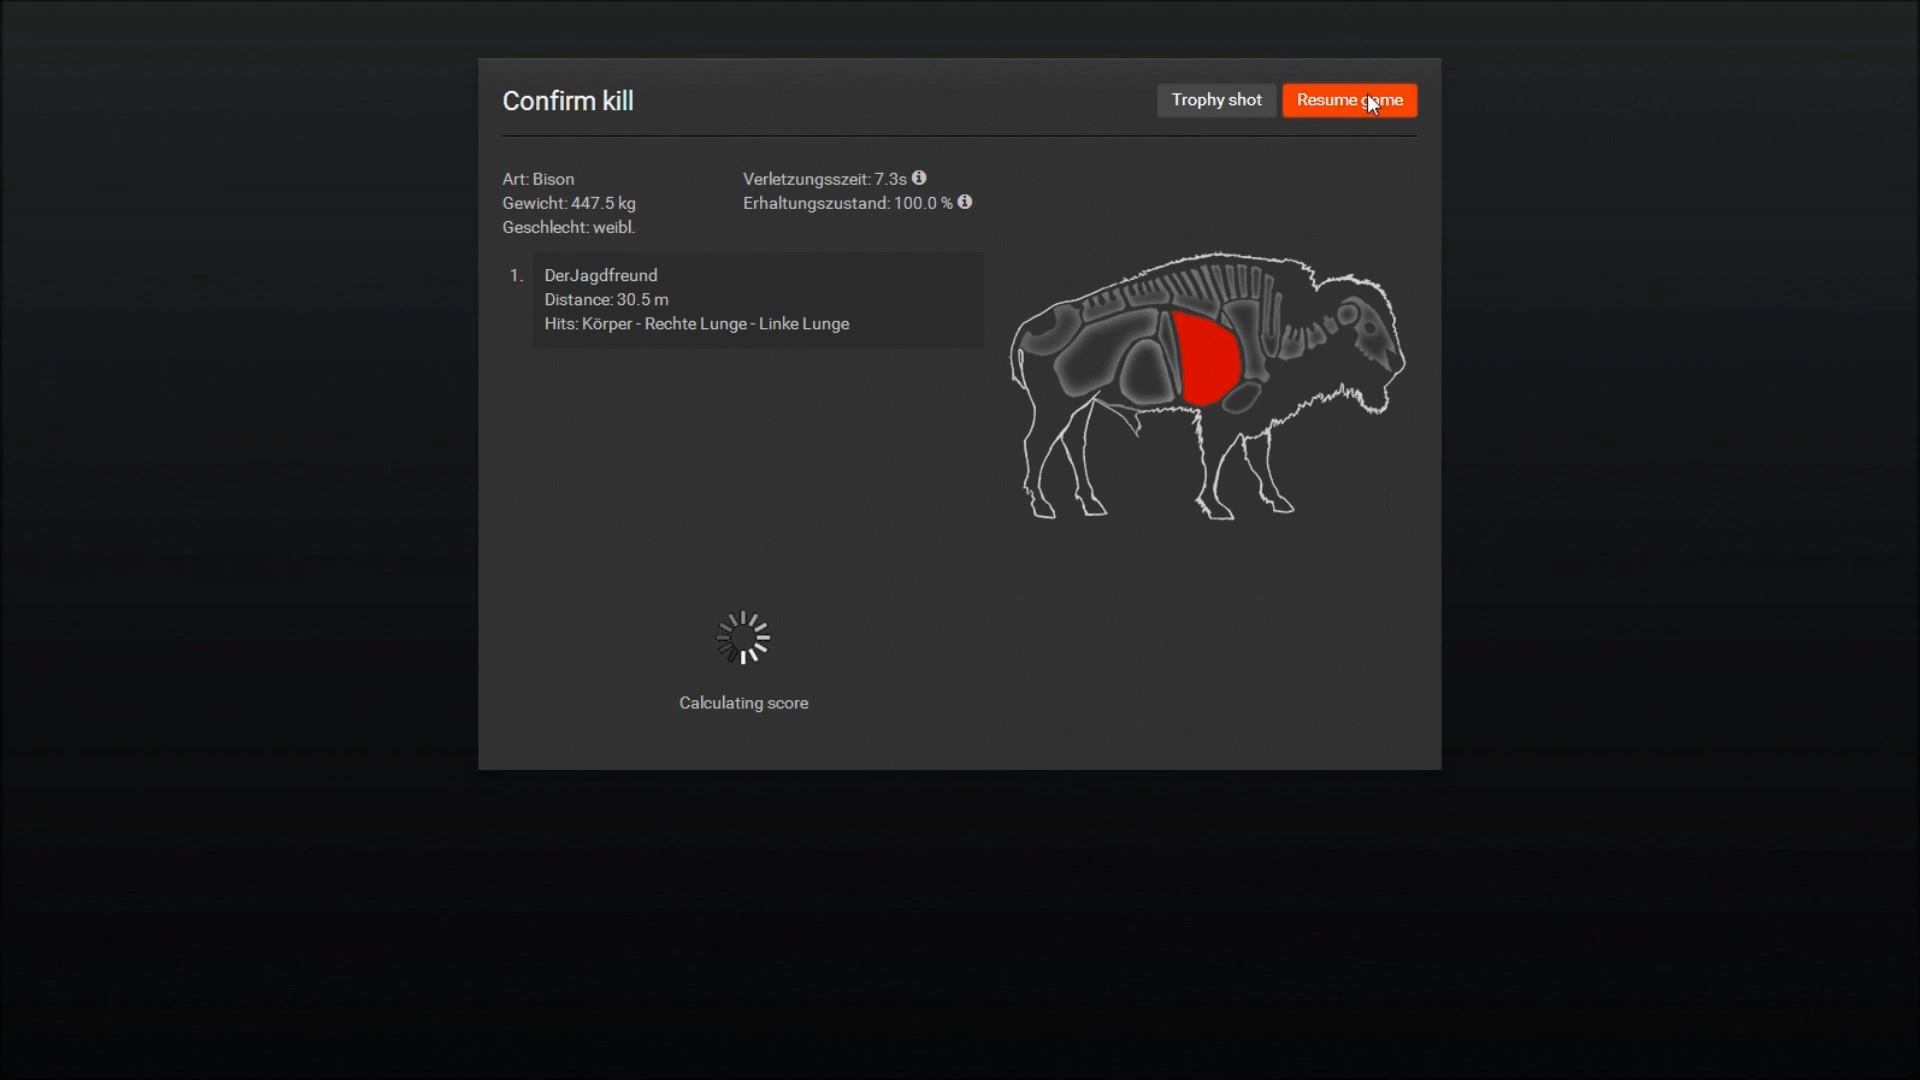 Confirm kill
Trophy shot
Resume game
Art: Bison
Gewicht: 447.5 kg
Geschlecht: weibl.
Verletzungsszeit: 7.3s
Erhaltungszustand: 100.0 %
1. DerJagdfreund
Distance: 30.5 m
Hits: Körper - Rechte Lunge - Linke Lunge
Calculating score